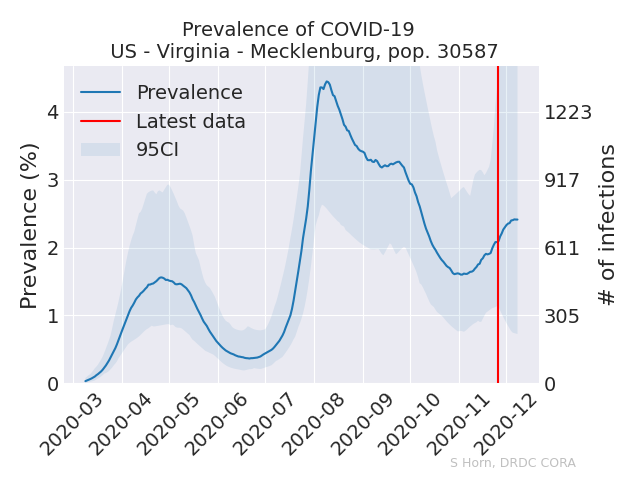 Prevalence of COVID-19
US - Virginia - Mecklenburg, pop. 30587
Prevalence
Latest data
95CI
Prevalence (%)
4
3
2
1
0
1223
917
611
305
0
# of infections
2020-03
2020-04
2020-05
2020-06
2020-07
2020-08
2020-09
2020-10
2020-11
2020-12
S Horn, DRDC CORA